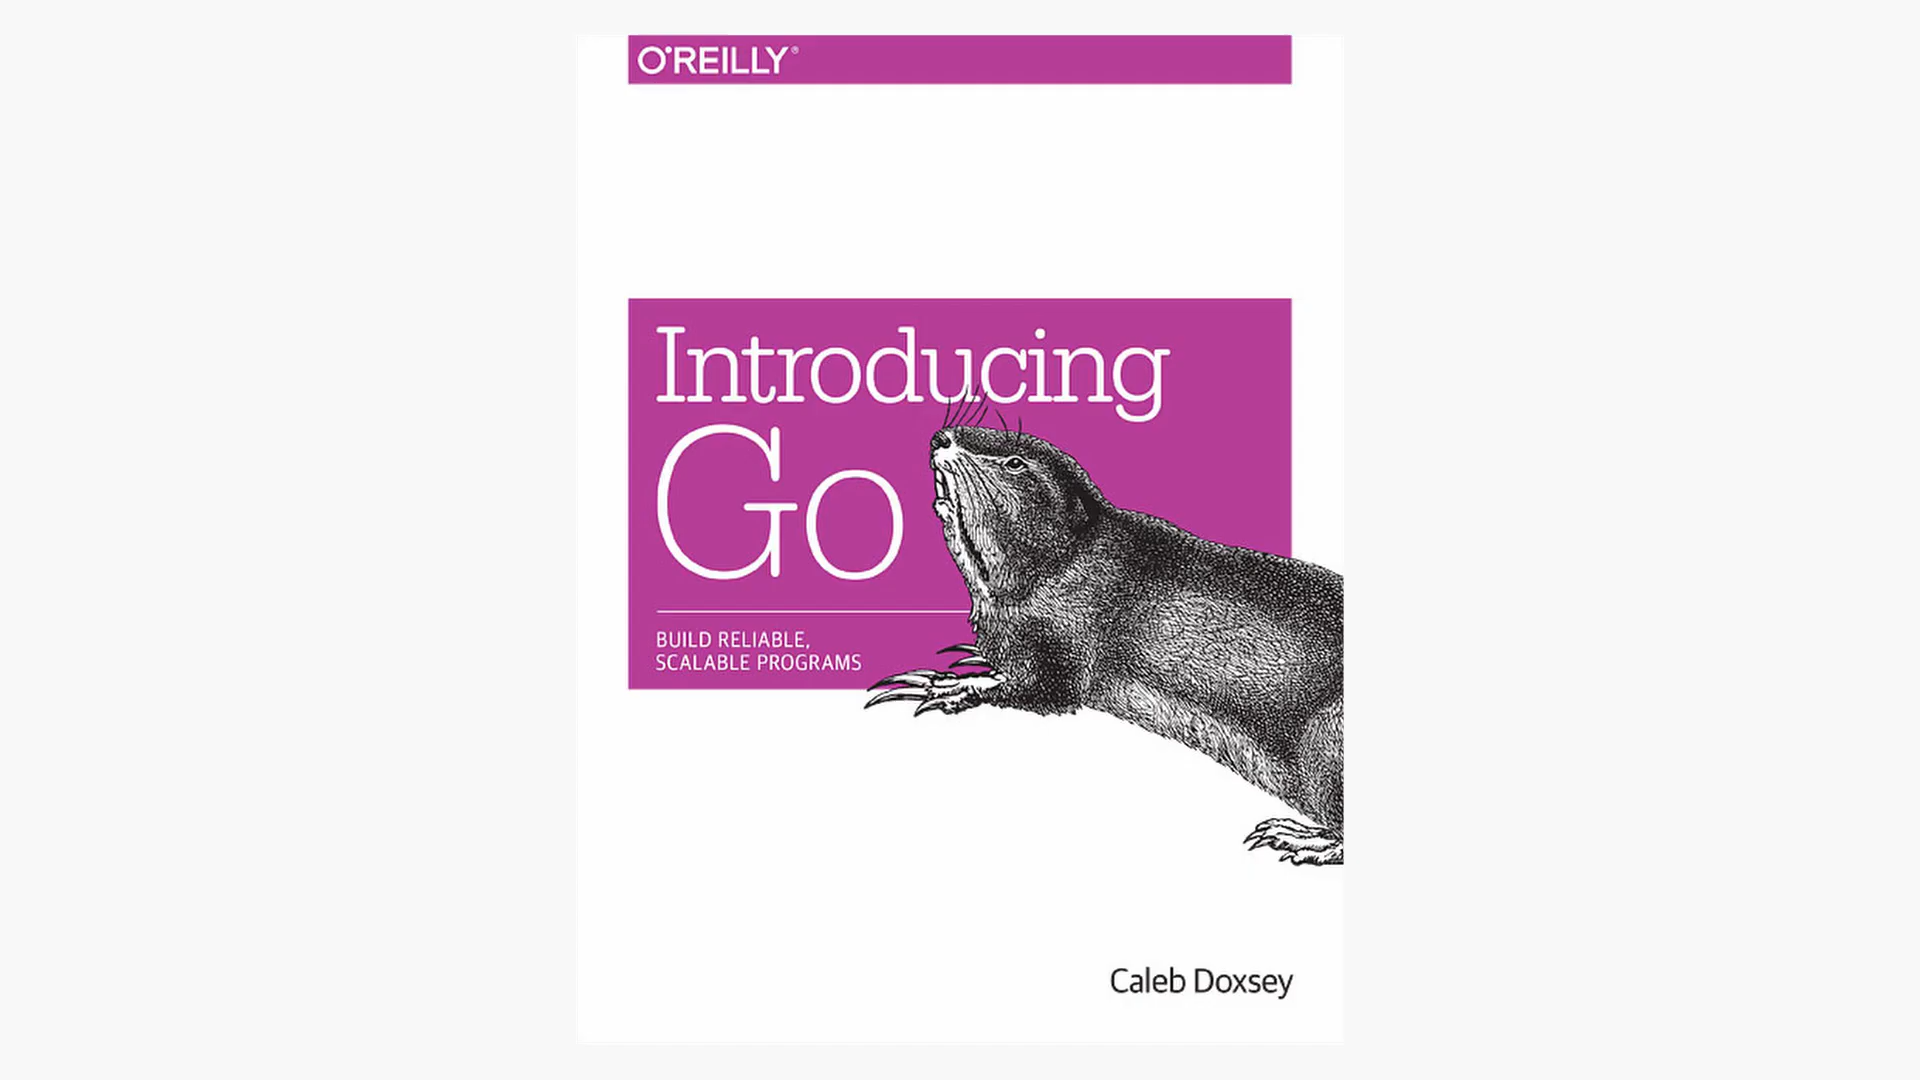 O'REILLY®
Introducing
Go
BUILD RELIABLE,
SCALABLE PROGRAMS
Caleb Doxsey